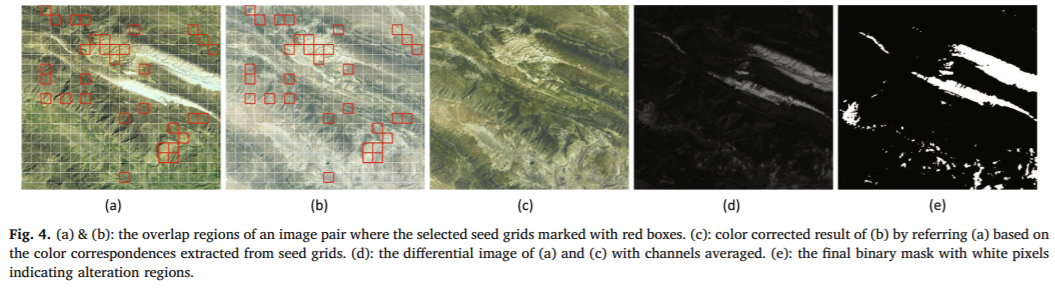 (a)
(b)
(c)
(d)
(e)
Fig. 4. (a) & (b): the overlap regions of an image pair where the selected seed grids marked with red boxes. (c): color corrected result of (b) by referring (a) based on
the color correspondences extracted from seed grids. (d): the differential image of (a) and (c) with channels averaged. (e): the final binary mask with white pixels
indicating alteration regions.